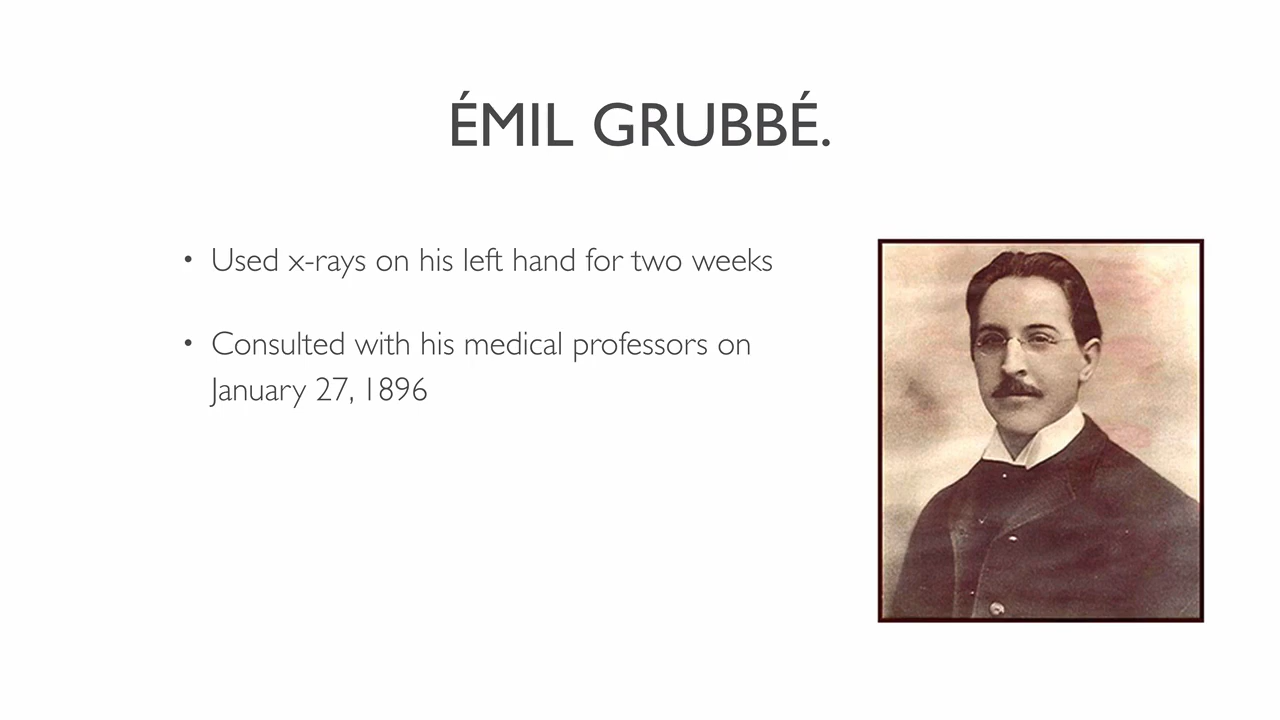 ÉMIL GRUBBÉ.
• Used x-rays on his left hand for two weeks
• Consulted with his medical professors on
January 27, 1896